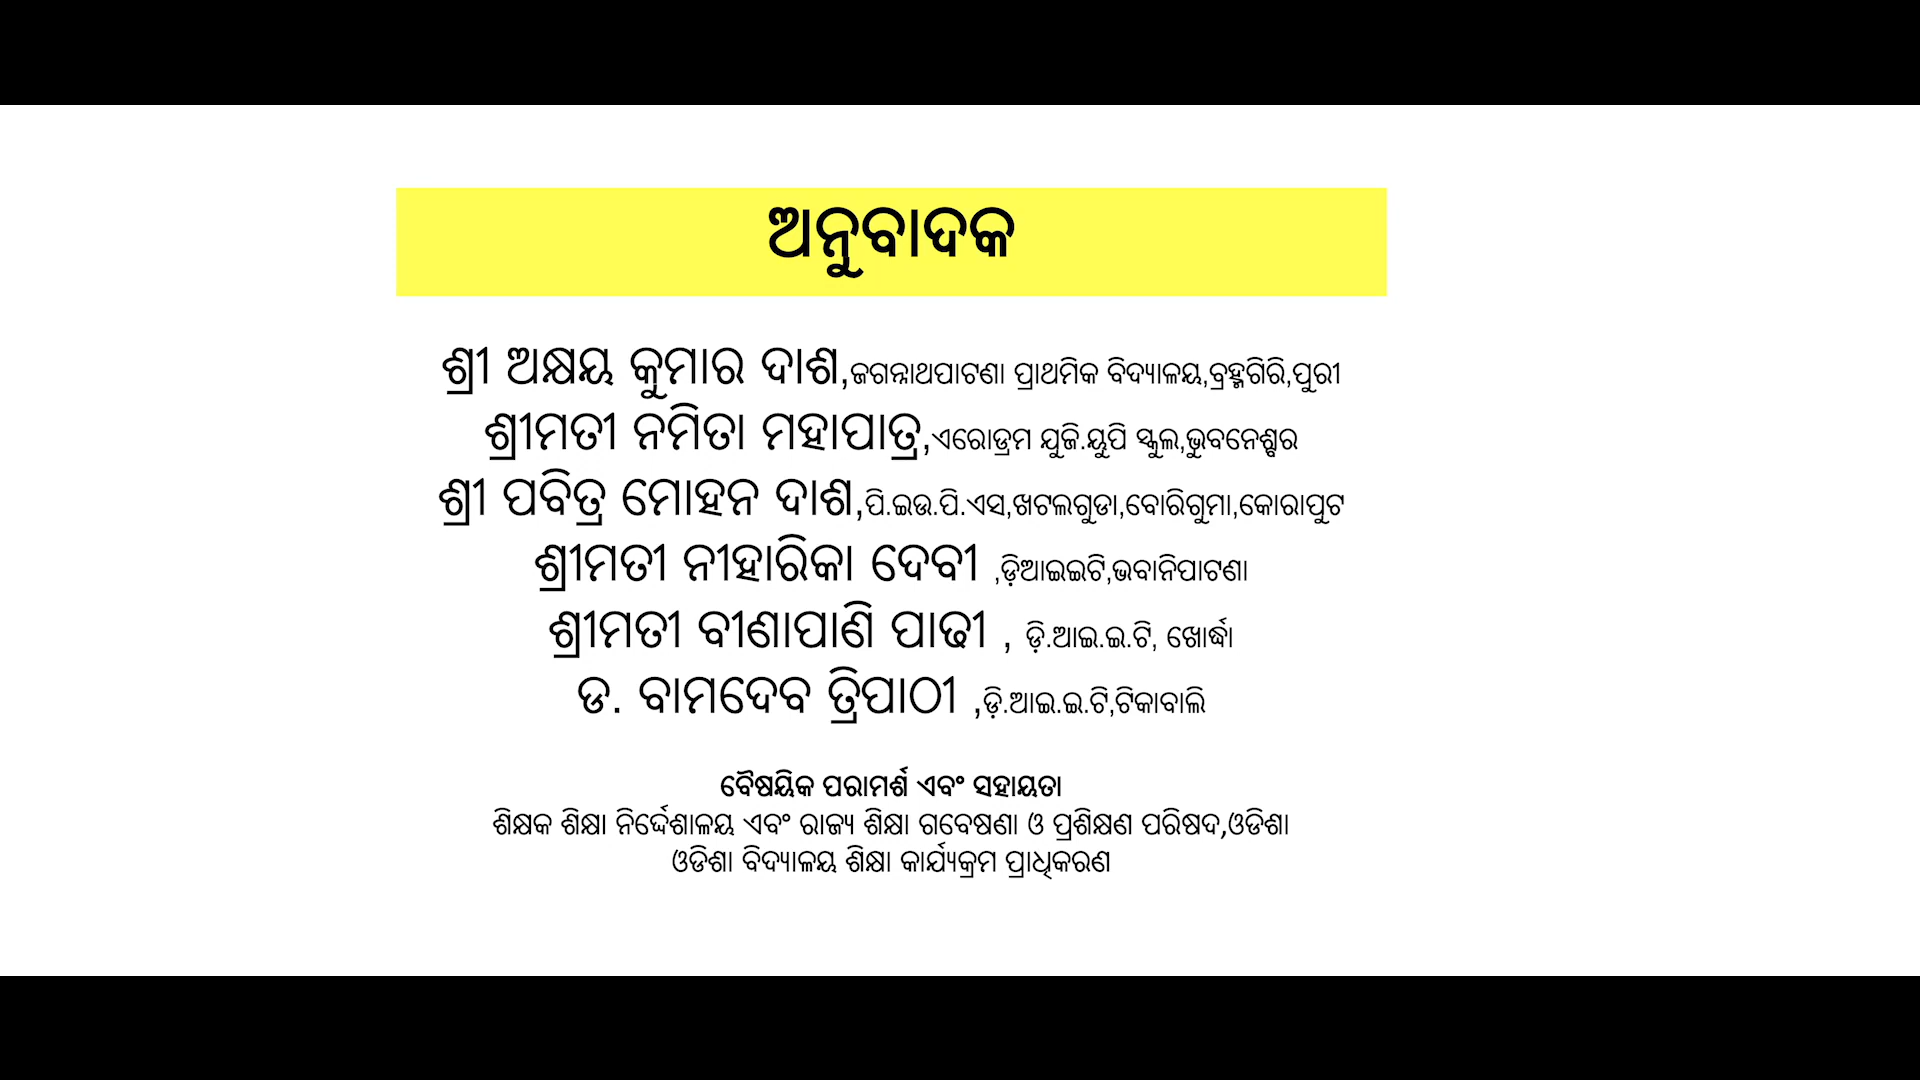 ଅନୁବାଦକ
ଶ୍ରୀ ଅକ୍ଷୟ କୁମାର ଦାଶ,ଜଗନ୍ନାଥପାଟଣା ପ୍ରାଥମିକ ବିଦ୍ୟାଳୟ,ବ୍ରହ୍ମଗିରି,ପୁରୀ
ଶ୍ରୀମତୀ ନମିତା ମହାପାତ୍ର,ଏରୋଡ୍ରମ ଯୁଜି.ୟୁପି ସ୍କୁଲ,ଭୁବନେଶ୍ବର
ଶ୍ରୀ ପବିତ୍ର ମୋହନ ଦାଶ,ପି.ଇଉ.ପି.ଏସ,ଖଟଲଗୁଡା,ବୋରିଗୁମା,କୋରାପୁଟ
ଶ୍ରୀମତୀ ନୀହାରିକା ଦେବୀ ,ଡ଼ିଆଇଇଟି,ଭବାନିପାଟଣା
ଶ୍ରୀମତୀ ବୀଣାପାଣି ପାଢୀ , ଡ଼ି.ଆଇ.ଇ.ଟି, ଖୋର୍ଦ୍ଧା
ଡ. ବାମଦେବ ତ୍ରିପାଠୀ ,ଡ଼ି.ଆଇ.ଇ.ଟି,ଟିକାବାଲି
ବୈଷୟିକ ପରାମର୍ଶ ଏବଂ ସହାୟତା
ଶିକ୍ଷକ ଶିକ୍ଷା ନିର୍ଦ୍ଦେଶାଳୟ ଏବଂ ରାଜ୍ୟ ଶିକ୍ଷା ଗବେଷଣା ଓ ପ୍ରଶିକ୍ଷଣ ପରିଷଦ,ଓଡିଶା
ଓଡିଶା ବିଦ୍ୟାଳୟ ଶିକ୍ଷା କାର୍ଯ୍ୟକ୍ରମ ପ୍ରାଧିକରଣ